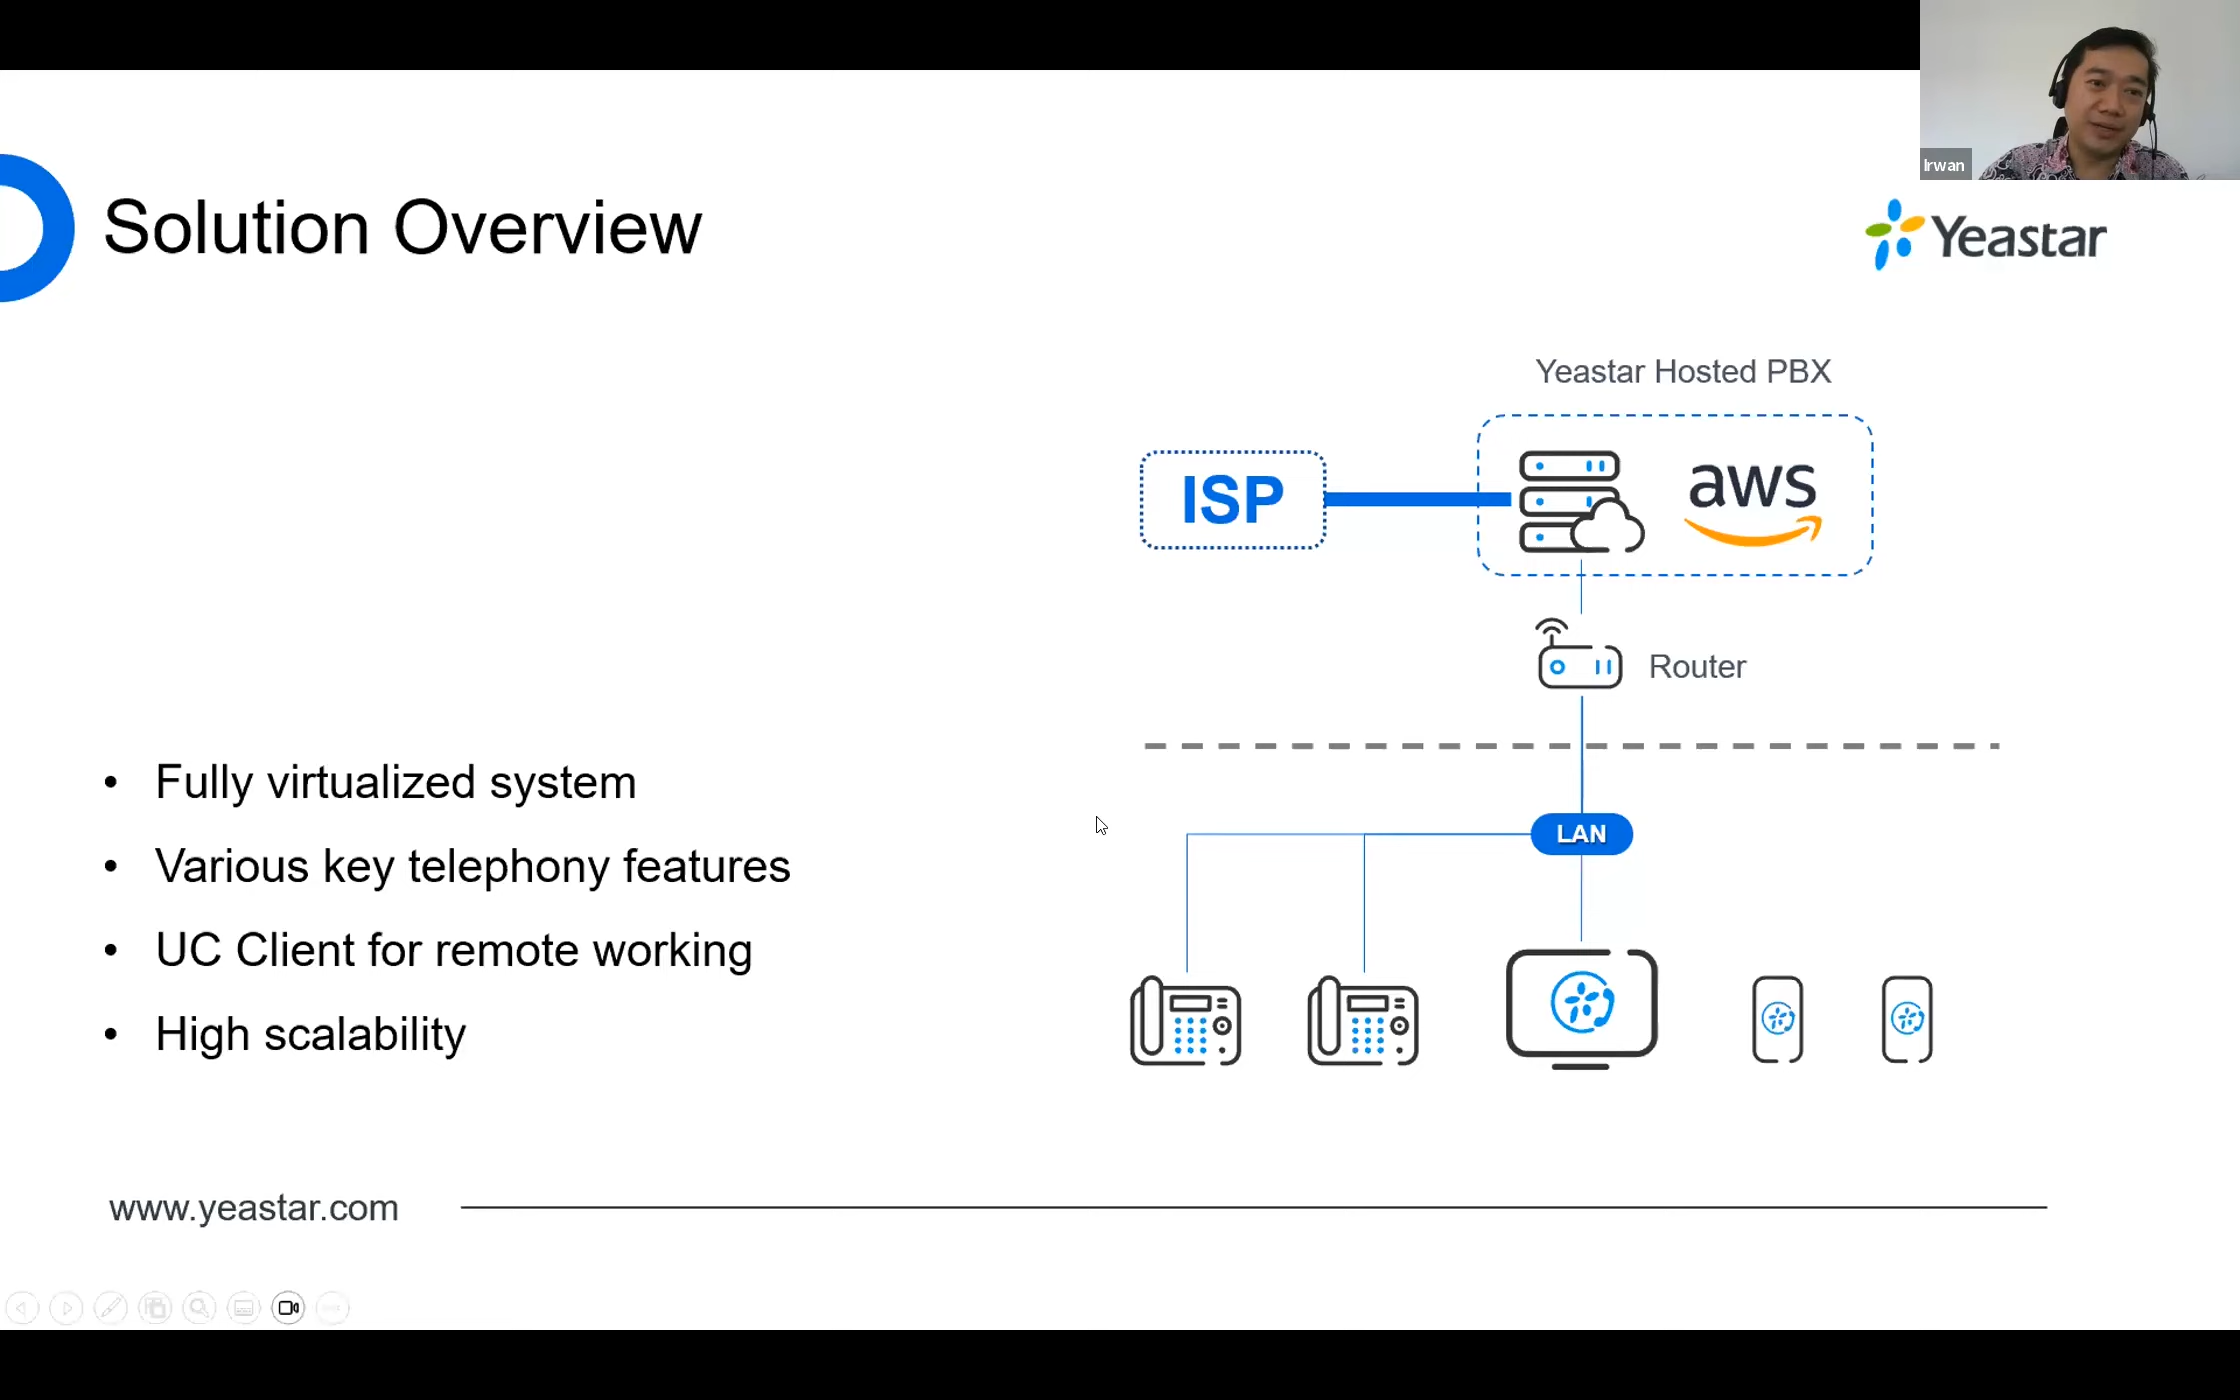 Irwan
Solution Overview
Yeastar
Yeastar Hosted PBX
ISP
aws
Router
LAN
• Fully virtualized system
• Various key telephony features
• UC Client for remote working
• High scalability
www.yeastar.com